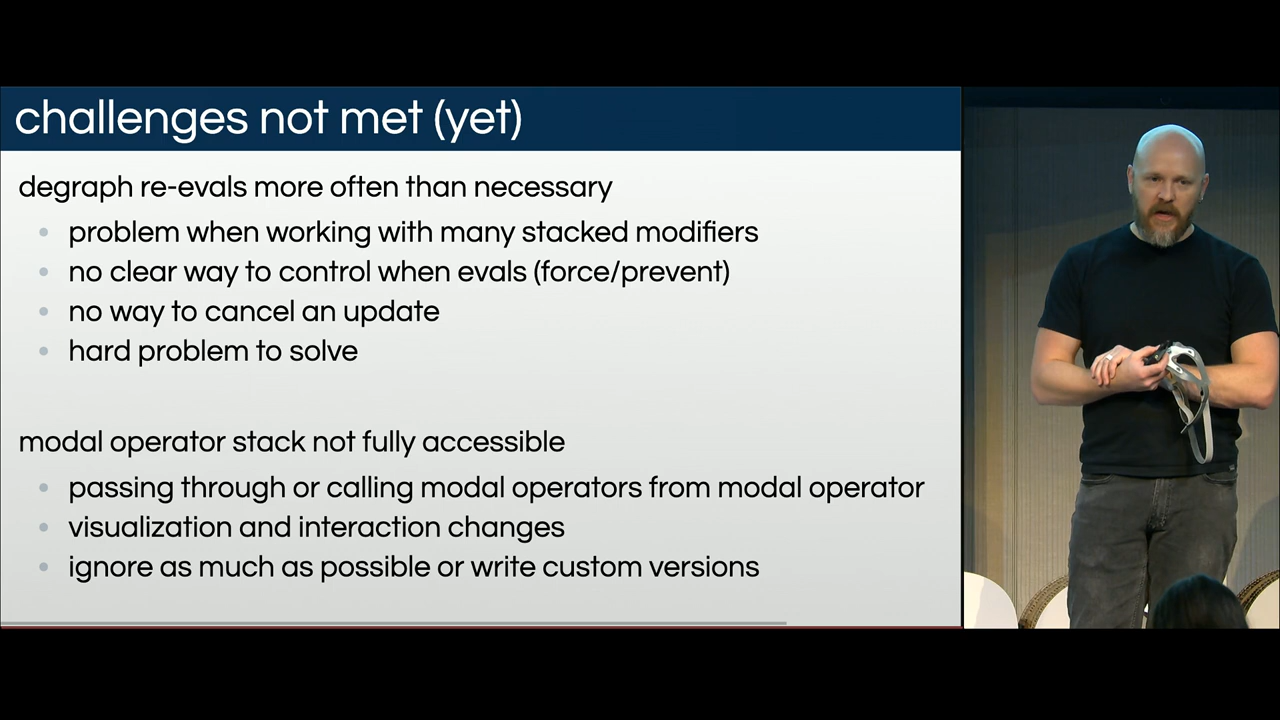 challenges not met (yet)
degraph re-evals more often than necessary
problem when working with many stacked modifiers
no clear way to control when evals (force/prevent)
no way to cancel an update
hard problem to solve
modal operator stack not fully accessible
passing through or calling modal operators from modal operator
visualization and interaction changes
ignore as much as possible or write custom versions